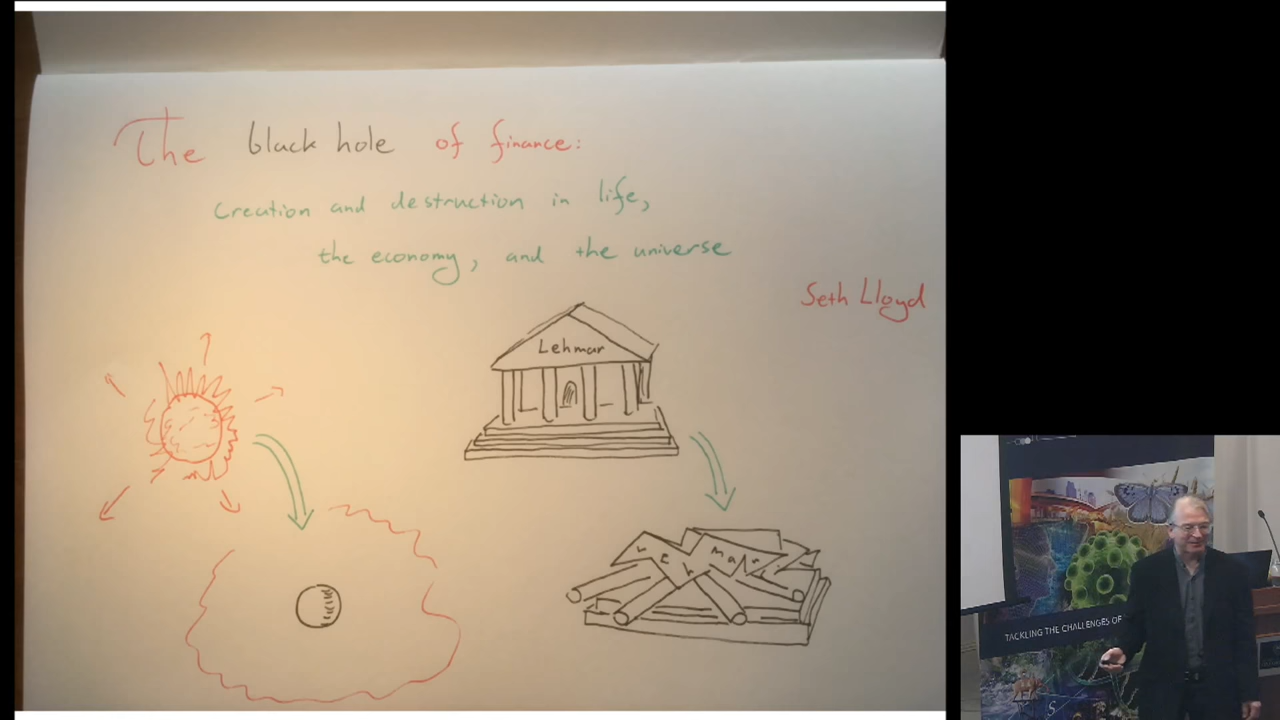 The black hole of finance:
creation and destruction in life,
the economy, and the universe
Seth Lloyd
Lehman
Lehman
TACKLING THE CHALLENGES OF
S